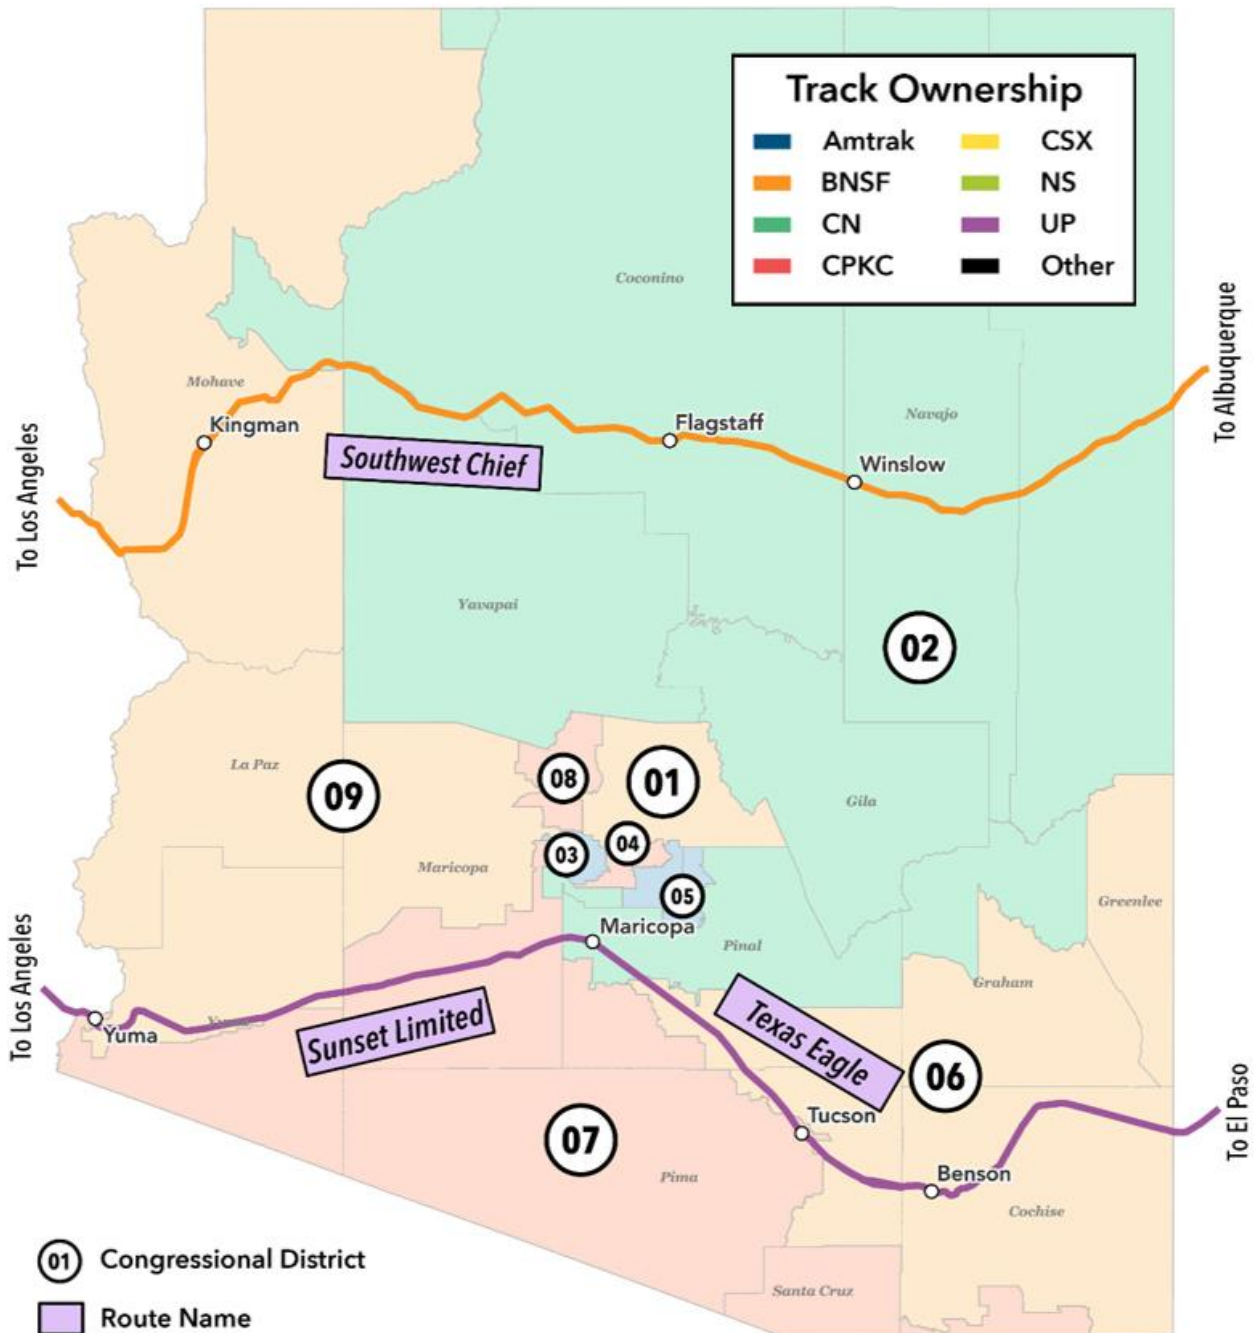 Track Ownership
Amtrak
CSX
BNSF
NS
CN
UP
CPKC
Other
Coconino
To Albuquerque
Mohave
Kingman
Flagstaff
Navajo
To Los Angeles
Southwest Chief
Winslow
Yavapai
02
La Paz
09
08
01
Gila
03
04
Maricopa
05
Greenlee
Maricopa
Pinal
To Los Angeles
Graham
Yuma
Yuma
Sunset Limited
Texas Eagle
06
Tucson
To El Paso
07
Pima
Benson
Cochise
01 Congressional District
Santa Cruz
Route Name